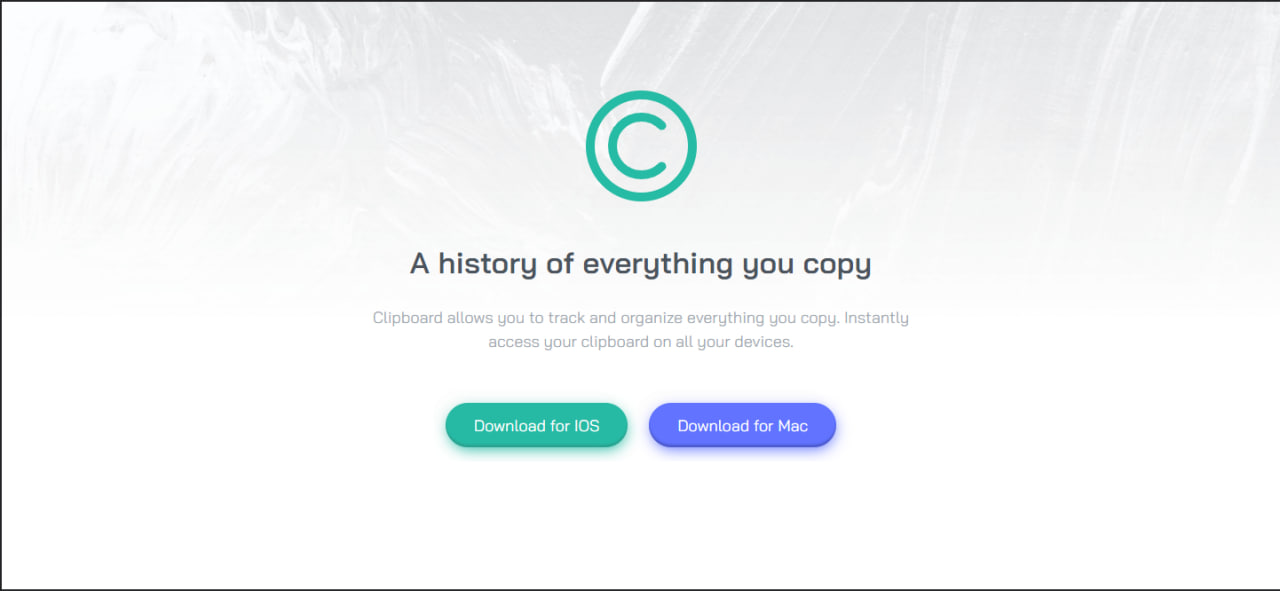 C
A history of everything you copy
Clipboard allows you to track and organize everything you copy. Instantly
access your clipboard on all your devices.
Download for IOS
Download for Mac